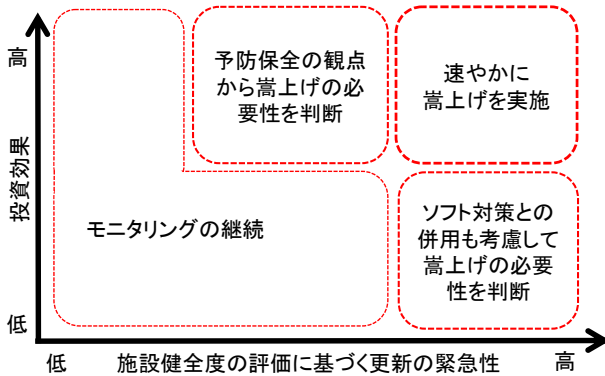 高
投資効果
低
予防保全の観点
から嵩上げの必
要性を判断
速やかに
嵩上げを実施
モニタリングの継続
ソフト対策との
併用も考慮して
嵩上げの必要
性を判断
低
施設健全度の評価に基づく更新の緊急性
高